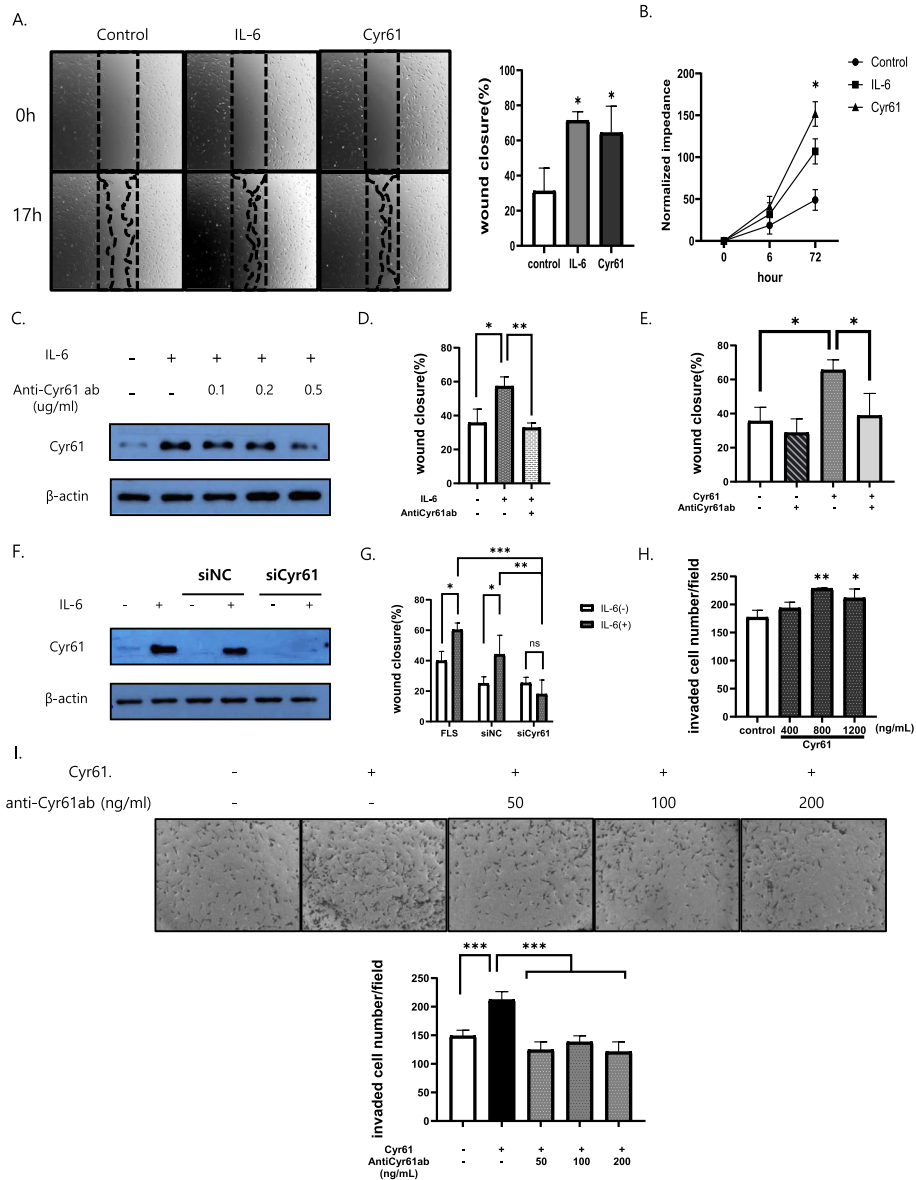 A.
Control IL-6 Cyr61
0h
17h
wound closure(%)
100
80
60
40
20
0
* *
control IL-6 Cyr61
B.
Normalized impedance
200
150
100
50
0
*
0 6 72
hour
Control
IL-6
Cyr61
C.
IL-6 - + + + +
Anti-Cyr61 ab - - 0.1 0.2 0.5
(ug/ml)
Cyr61
β-actin
D.
wound closure(%)
80
60
40
20
0
* **
IL-6 - + +
AntiCyr61ab - - +
E.
wound closure(%)
80
60
40
20
0
* *
Cyr61 - - + +
AntiCyr61ab - + - +
F.
siNC siCyr61
IL-6 - + - + - +
Cyr61
β-actin
G.
wound closure(%)
80
60
40
20
0
***
**
* *
ns
FLS siNC siCyr61
IL-6(-)
IL-6(+)
H.
invaded cell number/field
250
200
150
100
50
0
** *
control 400 800 1200 (ng/mL)
Cyr61
I.
Cyr61. - + + + +
anti-Cyr61ab (ng/ml) - - 50 100 200
invaded cell number/field
250
200
150
100
50
0
*** ***
Cyr61 - + + + +
AntiCyr61ab - - 50 100 200
(ng/mL)